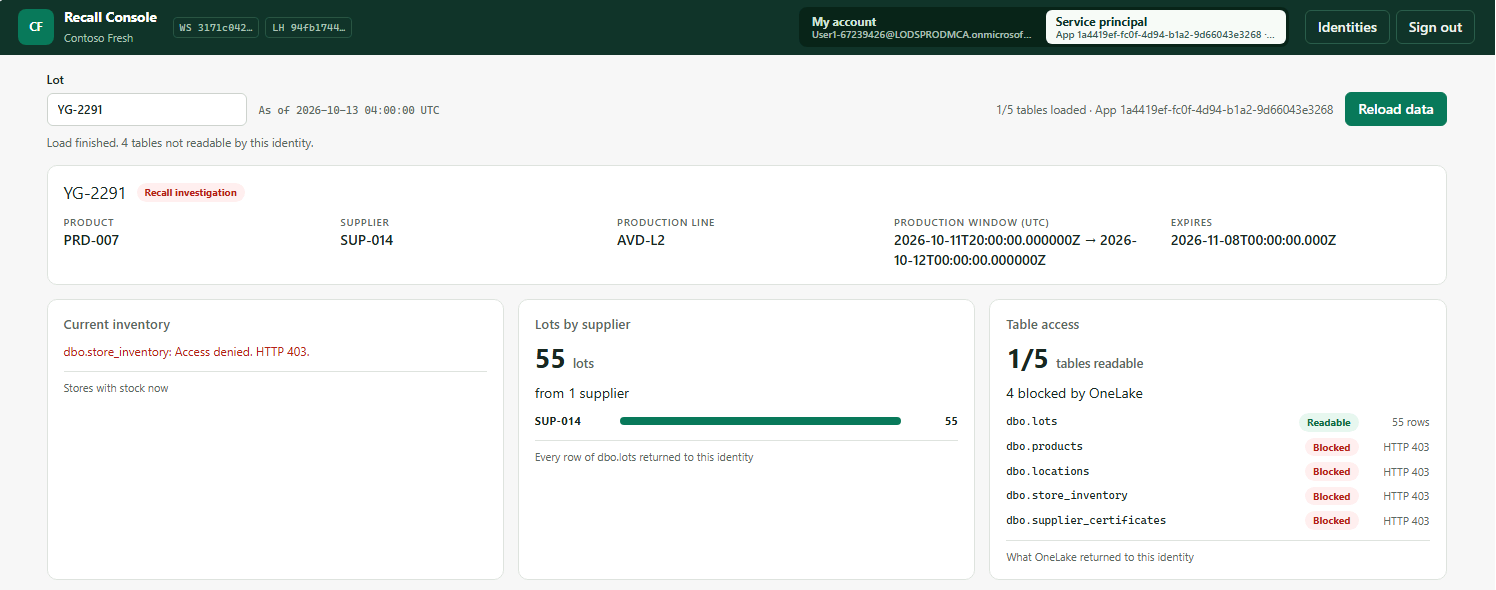 CF
Recall Console
Contoso Fresh
WS 3171c042…
LH 94fb1744…
My account
User1-67239426@LODSPRODMCA.onmicrosof...
Service principal
App 1a4419ef-fc0f-4d94-b1a2-9d66043e3268 ·...
Identities
Sign out
Lot
YG-2291
As of 2026-10-13 04:00:00 UTC
1/5 tables loaded · App 1a4419ef-fc0f-4d94-b1a2-9d66043e3268
Reload data
Load finished. 4 tables not readable by this identity.
YG-2291 Recall investigation
PRODUCT
PRD-007
SUPPLIER
SUP-014
PRODUCTION LINE
AVD-L2
PRODUCTION WINDOW (UTC)
2026-10-11T20:00:00.000000Z → 2026-
10-12T00:00:00.000000Z
EXPIRES
2026-11-08T00:00:00.000Z
Current inventory
dbo.store_inventory: Access denied. HTTP 403.
Stores with stock now
Lots by supplier
55 lots
from 1 supplier
SUP-014 55
Every row of dbo.lots returned to this identity
Table access
1/5 tables readable
4 blocked by OneLake
dbo.lots Readable 55 rows
dbo.products Blocked HTTP 403
dbo.locations Blocked HTTP 403
dbo.store_inventory Blocked HTTP 403
dbo.supplier_certificates Blocked HTTP 403
What OneLake returned to this identity